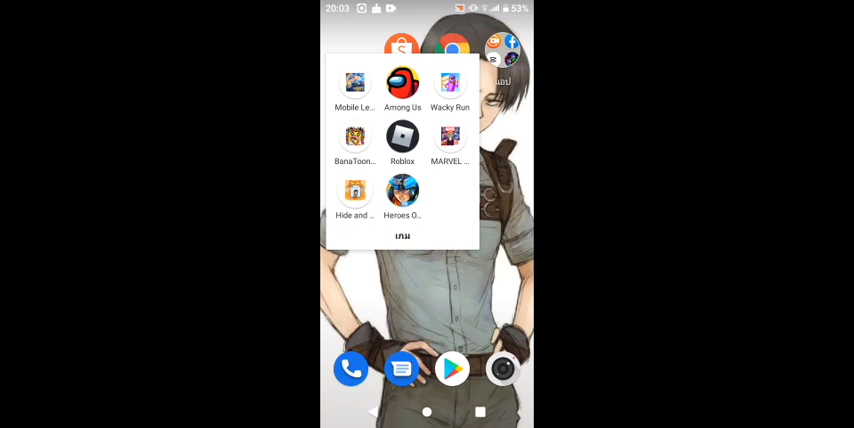 20:03 53%
แอป
Mobile Le... Among Us Wacky Run
BanaToon... Roblox MARVEL ...
Hide and ... Heroes O...
เกม